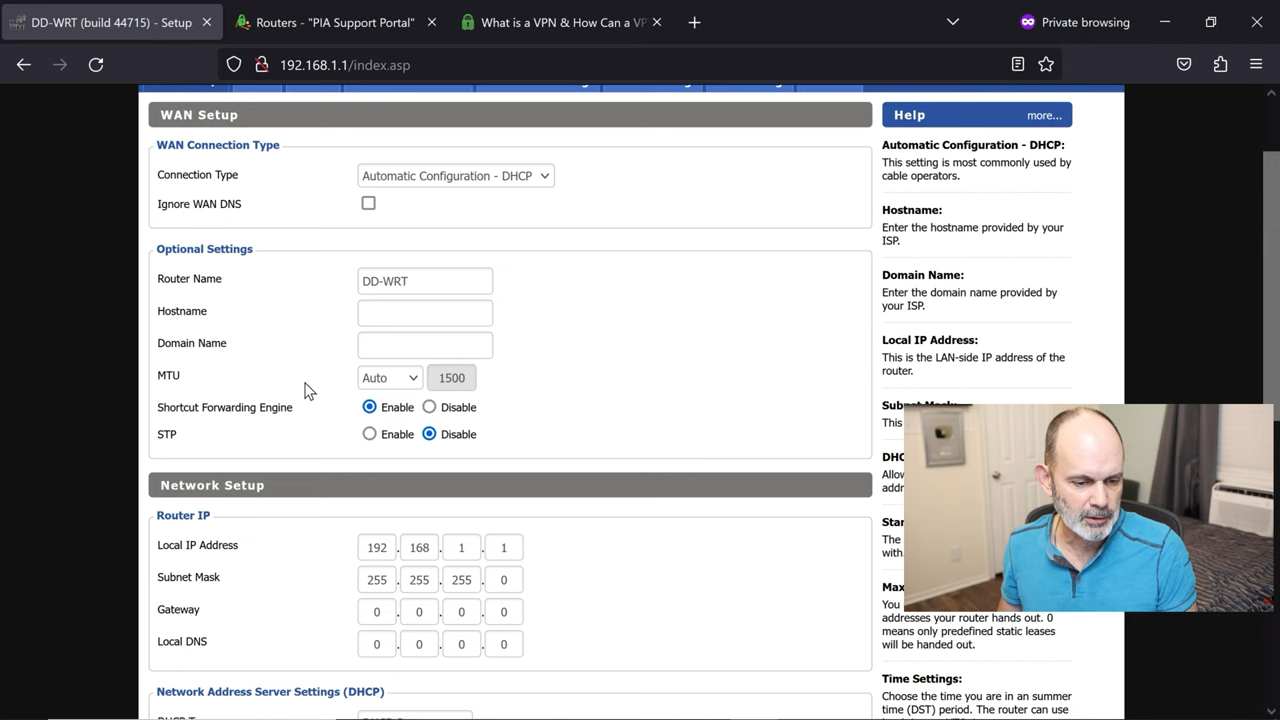 DD-WRT (build 44715) - Setup
Routers - "PIA Support Portal"
What is a VPN & How Can a VP
Private browsing
192.168.1.1/index.asp
WAN Setup
WAN Connection Type
Connection Type
Automatic Configuration - DHCP
Ignore WAN DNS
Optional Settings
Router Name
DD-WRT
Hostname
Domain Name
MTU
Auto
1500
Shortcut Forwarding Engine
Enable
Disable
STP
Enable
Disable
Network Setup
Router IP
Local IP Address
192 . 168 . 1 . 1
Subnet Mask
255 . 255 . 255 . 0
Gateway
0 . 0 . 0 . 0
Local DNS
0 . 0 . 0 . 0
Network Address Server Settings (DHCP)
Help
more...
Automatic Configuration - DHCP:
This setting is most commonly used by
cable operators.
Hostname:
Enter the hostname provided by your
ISP.
Domain Name:
Enter the domain name provided by
your ISP.
Local IP Address:
This is the LAN-side IP address of the
router.
This
The
with.
You
addresses your router hands out. 0
means only predefined static leases
will be handed out.
Time Settings:
Choose the time you are in an summer
time (DST) period. The router can use